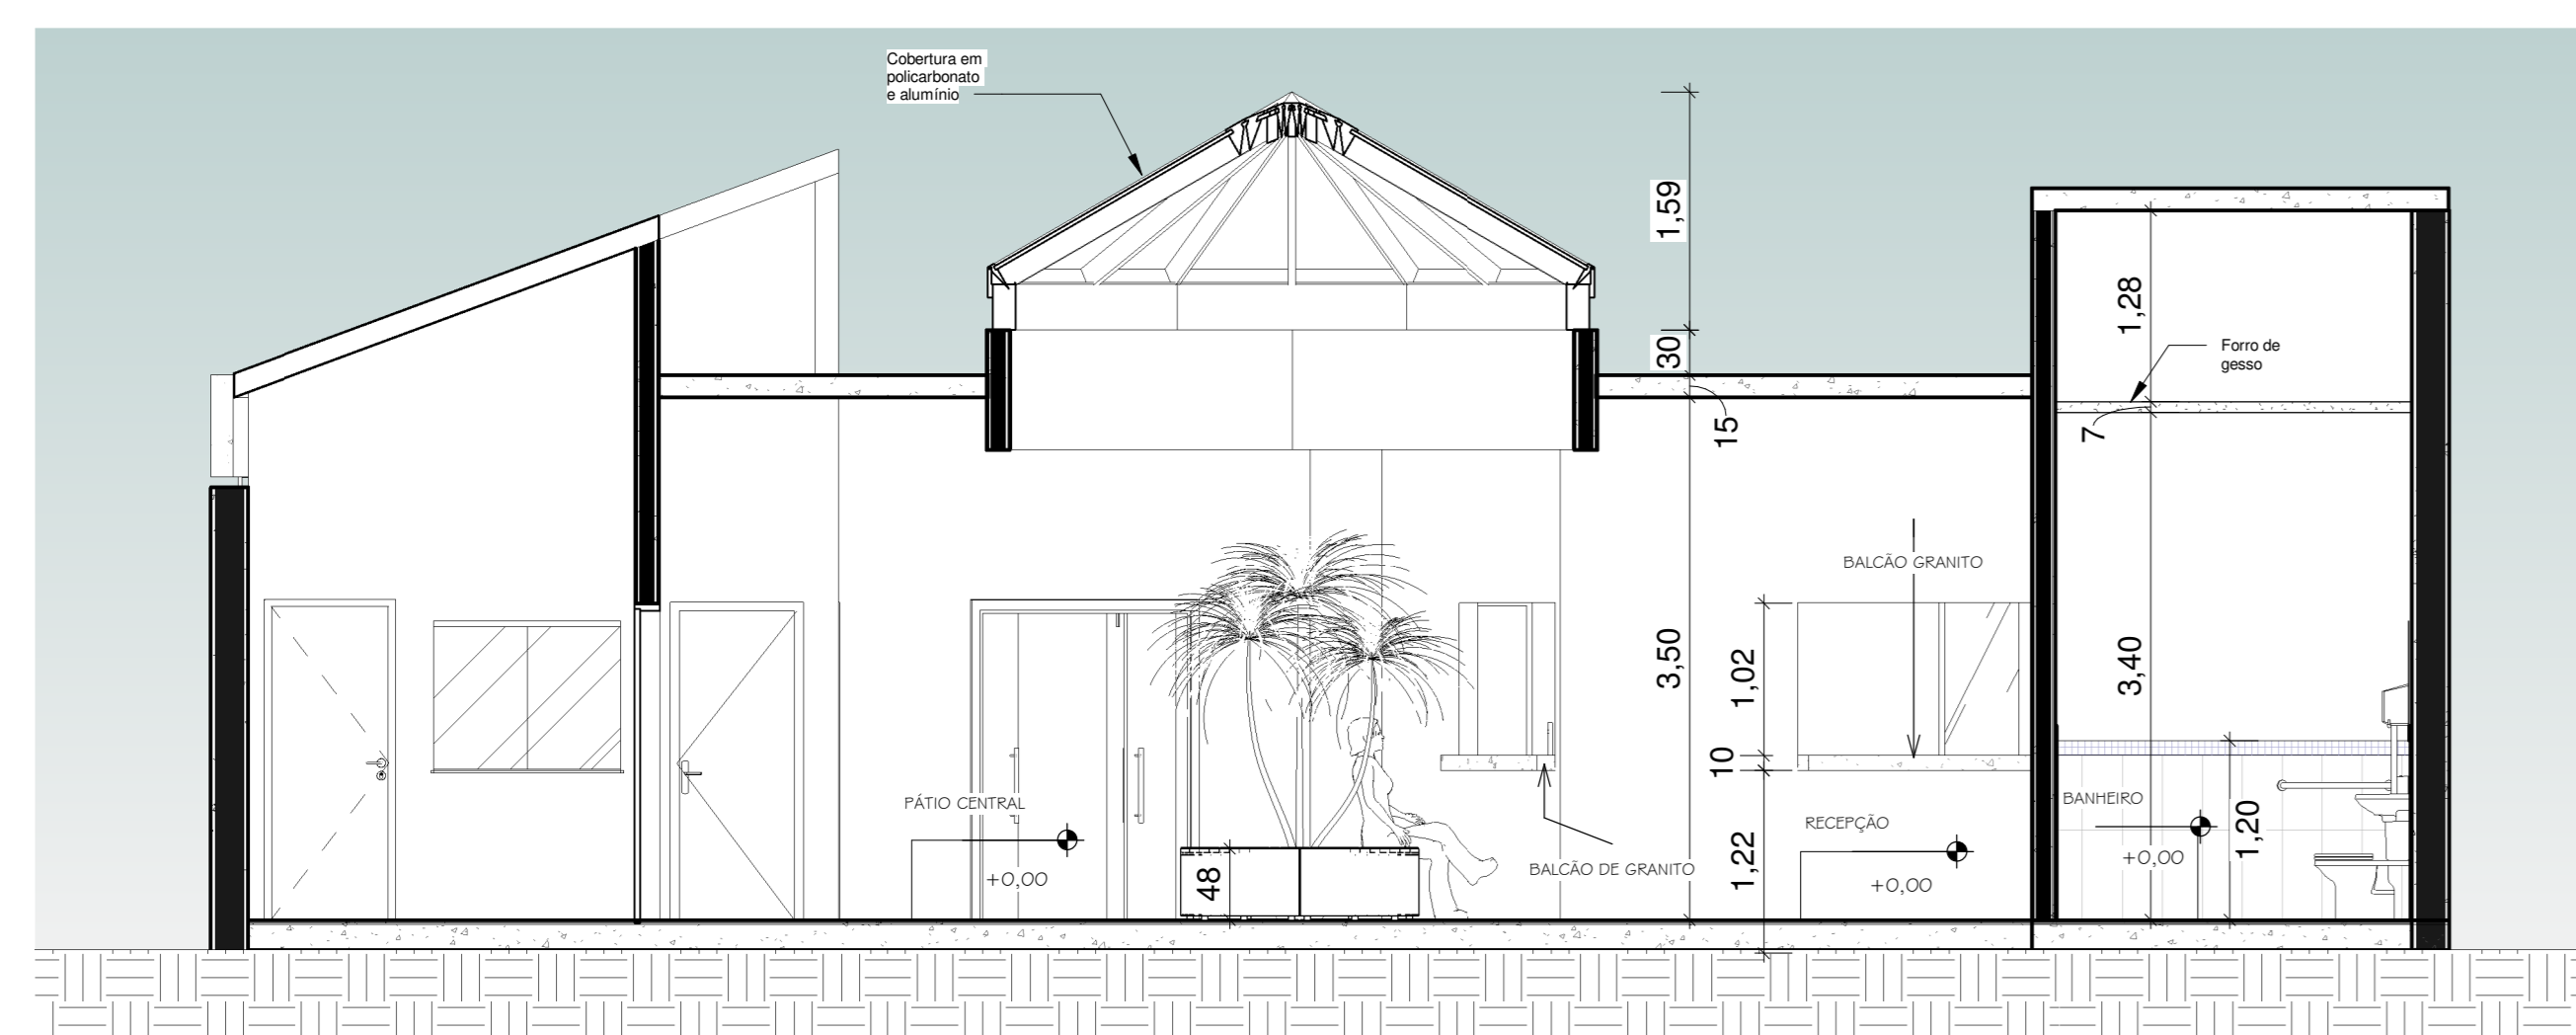 Cobertura em
policarbonato
e alumínio
1,59
30
15
3,50
1,28
Forro de
gesso
7
3,40
BALCÃO GRANITO
1,02
10
1,22
PÁTIO CENTRAL
+0,00
48
BALCÃO DE GRANITO
RECEPÇÃO
+0,00
BANHEIRO
+0,00
1,20